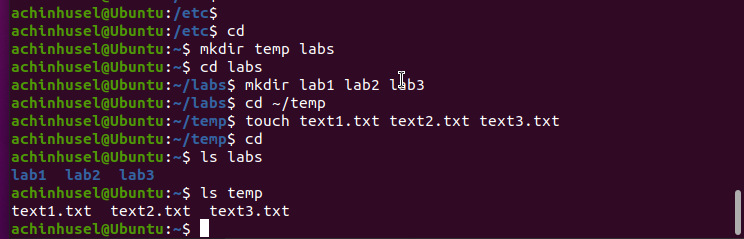 achinhusel@Ubuntu:/etc$
achinhusel@Ubuntu:/etc$ cd
achinhusel@Ubuntu:~$ mkdir temp labs
achinhusel@Ubuntu:~$ cd labs
achinhusel@Ubuntu:~/labs$ mkdir lab1 lab2 lab3
achinhusel@Ubuntu:~/labs$ cd ~/temp
achinhusel@Ubuntu:~/temp$ touch text1.txt text2.txt text3.txt
achinhusel@Ubuntu:~/temp$ cd
achinhusel@Ubuntu:~$ ls labs
lab1  lab2  lab3
achinhusel@Ubuntu:~$ ls temp
text1.txt  text2.txt  text3.txt
achinhusel@Ubuntu:~$